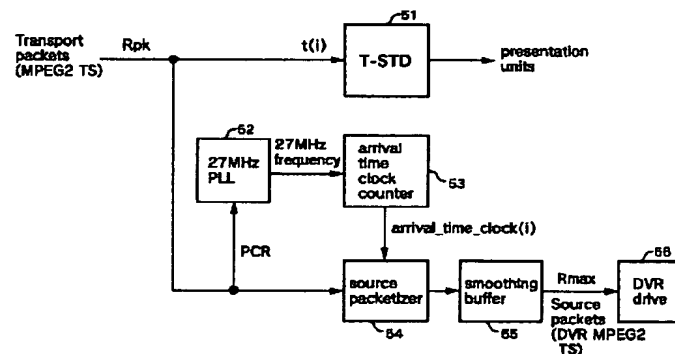 51
Transport
packets
(MPEG2 TS)
Rpk
t(i)
T-STD
presentation
units
52
27MHz
PLL
27MHz
frequency
arrival
time
clock
counter
53
arrival_time_clock(i)
PCR
source
packetizer
54
smoothing
buffer
55
Rmax
Source
packets
(DVR MPEG2
TS)
56
DVR
drive